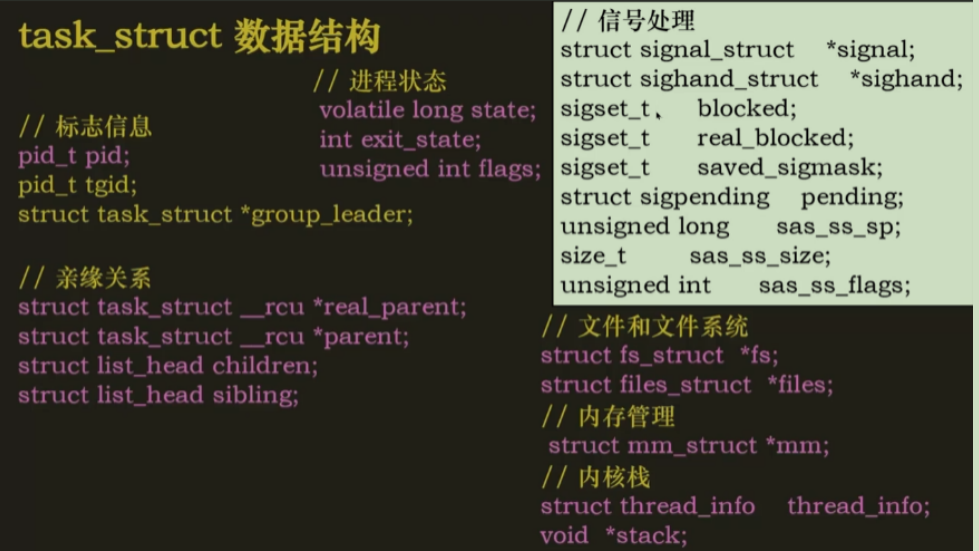 task_struct 数据结构
// 标志信息
pid_t pid;
pid_t tgid;
struct task_struct *group_leader;
// 亲缘关系
struct task_struct __rcu *real_parent;
struct task_struct __rcu *parent;
struct list_head children;
struct list_head sibling;
// 进程状态
volatile long state;
int exit_state;
unsigned int flags;
// 信号处理
struct signal_struct *signal;
struct sighand_struct *sighand;
sigset_t blocked;
sigset_t real_blocked;
sigset_t saved_sigmask;
struct sigpending pending;
unsigned long sas_ss_sp;
size_t sas_ss_size;
unsigned int sas_ss_flags;
// 文件和文件系统
struct fs_struct *fs;
struct files_struct *files;
// 内存管理
struct mm_struct *mm;
// 内核栈
struct thread_info thread_info;
void *stack;